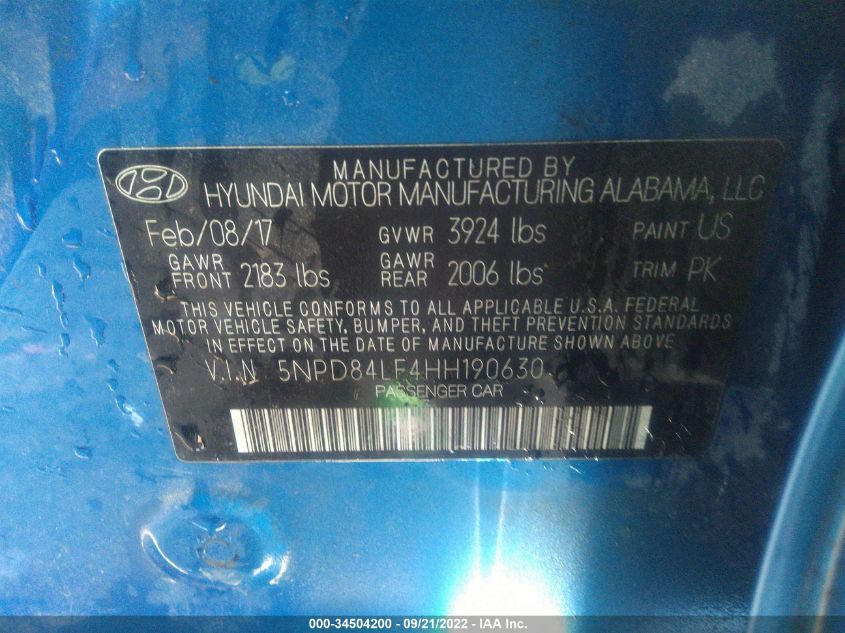 MANUFACTURED BY
HYUNDAI MOTOR MANUFACTURING ALABAMA, LLC
Feb/08/17 GVWR 3924 lbs PAINT US
GAWR FRONT 2183 lbs GAWR REAR 2006 lbs TRIM PK
THIS VEHICLE CONFORMS TO ALL APPLICABLE U.S.A. FEDERAL
MOTOR VEHICLE SAFETY, BUMPER, AND THEFT PREVENTION STANDARDS
IN EFFECT ON THE DATE OF MANUFACTURE SHOWN ABOVE
V.I.N 5NPD84LF4HH190630
PASSENGER CAR
000-34504200 - 09/21/2022 - IAA Inc.